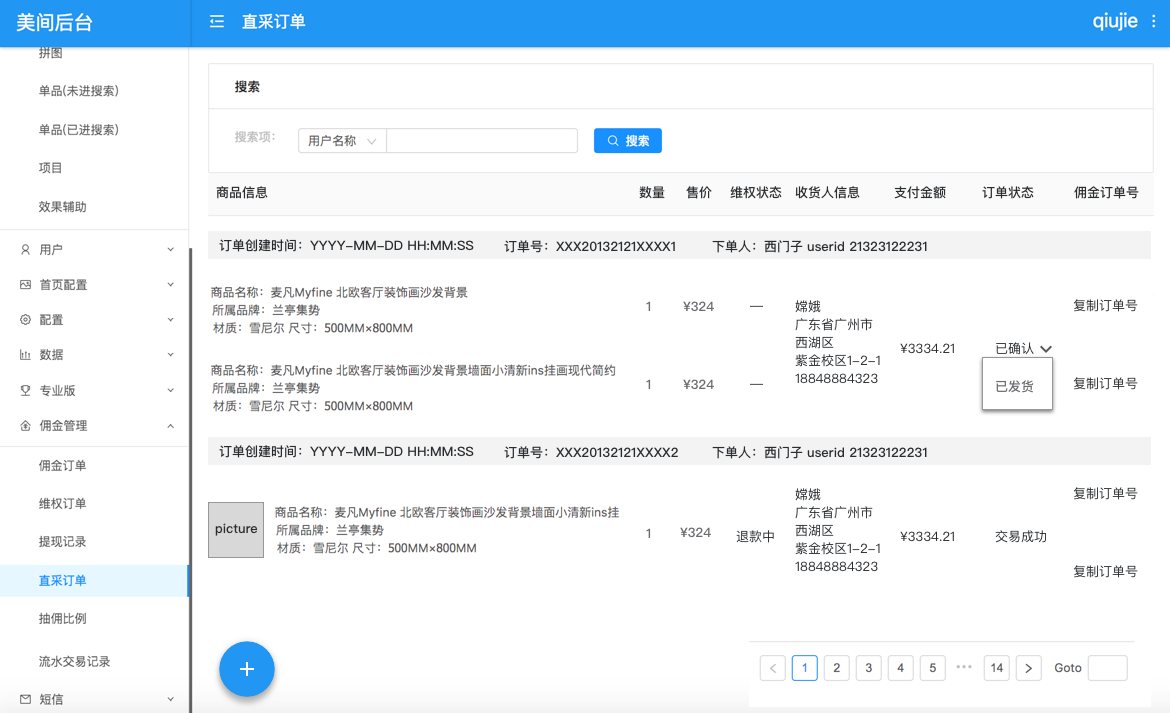 美间后台
直采订单
qiujie
拼图
单品(未进搜索)
单品(已进搜索)
项目
效果辅助
用户
首页配置
配置
数据
专业版
佣金管理
佣金订单
维权订单
提现记录
直采订单
抽佣比例
流水交易记录
短信
搜索
搜索项:
用户名称
搜索
商品信息 数量 售价 维权状态 收货人信息 支付金额 订单状态 佣金订单号
订单创建时间：YYYY-MM-DD HH:MM:SS 订单号：XXX20132121XXXX1 下单人：西门子 userid 21323122231
商品名称：麦凡Myfine 北欧客厅装饰画沙发背景
所属品牌：兰亭集势
材质：雪尼尔 尺寸：500MM×800MM
1 ¥324 —
商品名称：麦凡Myfine 北欧客厅装饰画沙发背景墙面小清新ins挂画现代简约
所属品牌：兰亭集势
材质：雪尼尔 尺寸：500MM×800MM
1 ¥324 —
嫦娥
广东省广州市
西湖区
紫金校区1-2-1
18848884323
¥3334.21
已确认
已发货
复制订单号
复制订单号
订单创建时间：YYYY-MM-DD HH:MM:SS 订单号：XXX20132121XXXX2 下单人：西门子 userid 21323122231
picture
商品名称：麦凡Myfine 北欧客厅装饰画沙发背景墙面小清新ins挂
所属品牌：兰亭集势
材质：雪尼尔 尺寸：500MM×800MM
1 ¥324 退款中
嫦娥
广东省广州市
西湖区
紫金校区1-2-1
18848884323
¥3334.21
交易成功
复制订单号
复制订单号
+
< 1 2 3 4 5 ••• 14 > Goto